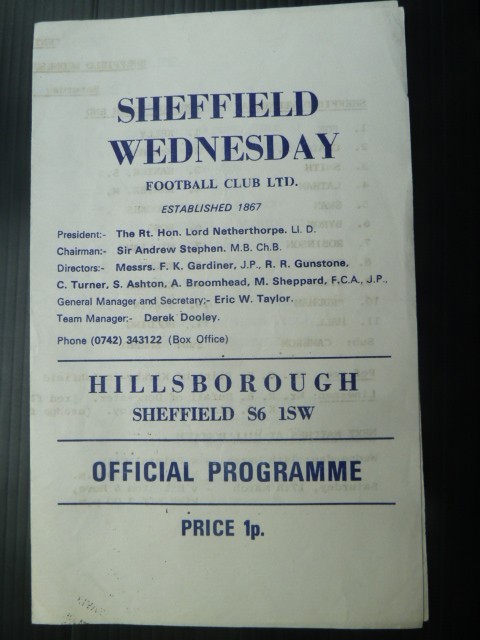 SHEFFIELD
WEDNESDAY
FOOTBALL CLUB LTD.
ESTABLISHED 1867
President:- The Rt. Hon. Lord Netherthorpe. Ll. D.
Chairman:- Sir Andrew Stephen. M.B. Ch.B.
Directors:- Messrs. F. K. Gardiner, J.P., R. R. Gunstone,
C. Turner, S. Ashton, A. Broomhead, M. Sheppard, F.C.A., J.P.,
General Manager and Secretary:- Eric W. Taylor.
Team Manager:- Derek Dooley.
Phone (0742) 343122 (Box Office)
HILLSBOROUGH
SHEFFIELD S6 1SW
OFFICIAL PROGRAMME
PRICE 1p.